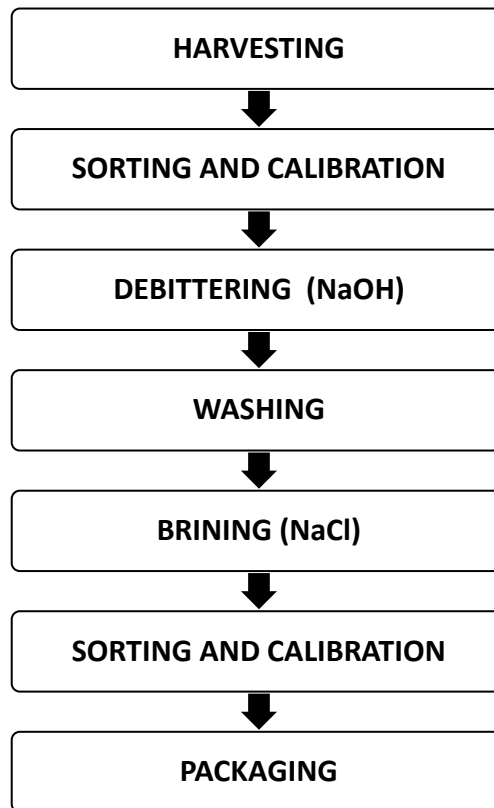 HARVESTING
SORTING AND CALIBRATION
DEBITTERING (NaOH)
WASHING
BRINING (NaCl)
SORTING AND CALIBRATION
PACKAGING